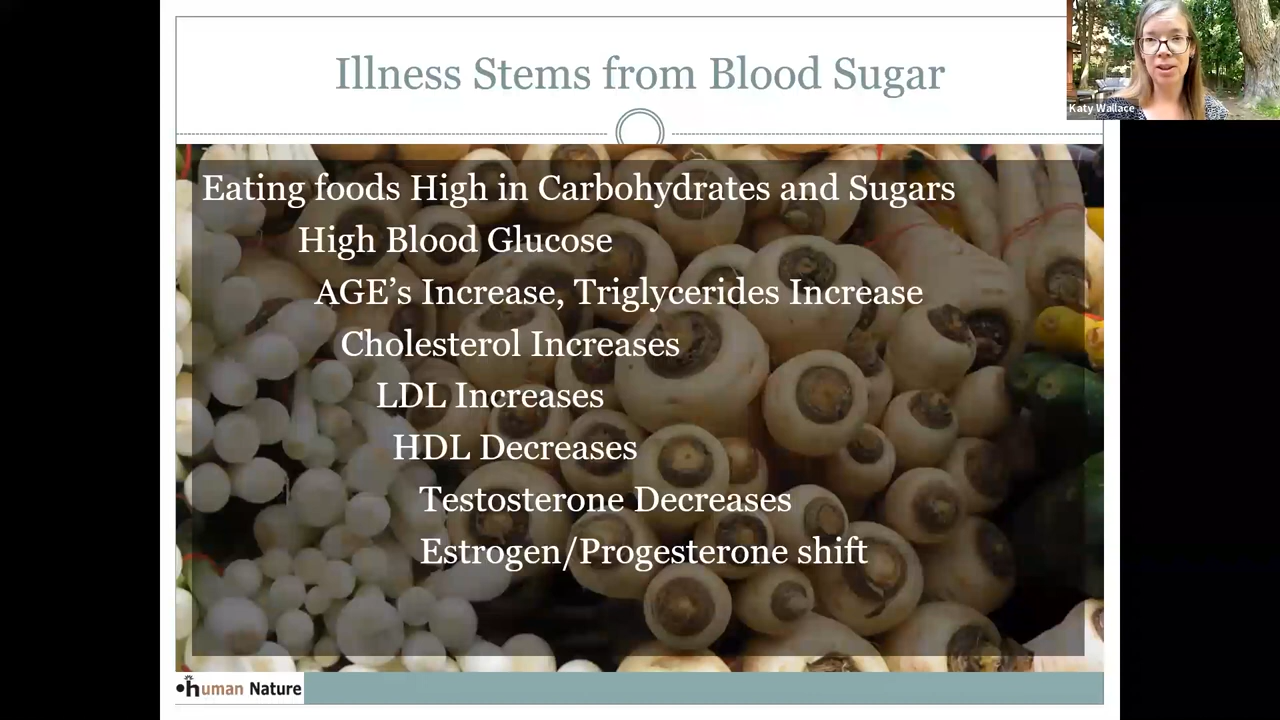 Illness Stems from Blood Sugar
Katy Wallace
Eating foods High in Carbohydrates and Sugars
High Blood Glucose
AGE’s Increase, Triglycerides Increase
Cholesterol Increases
LDL Increases
HDL Decreases
Testosterone Decreases
Estrogen/Progesterone shift
human Nature